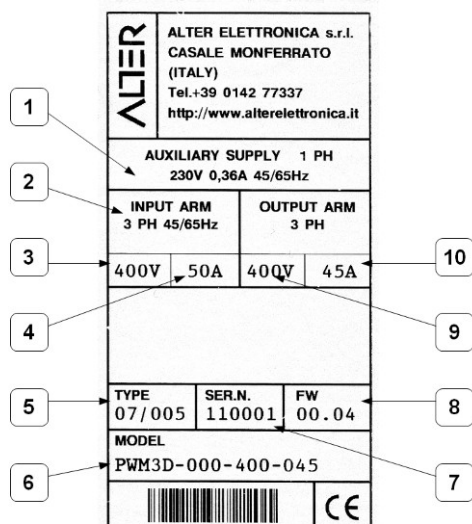 ALTER
ALTER ELETTRONICA s.r.l.
CASALE MONFERRATO
(ITALY)
Tel.+39 0142 77337
http://www.alterelettronica.it
1
AUXILIARY SUPPLY 1 PH
230V 0,36A 45/65Hz
2
INPUT ARM
3 PH 45/65Hz
OUTPUT ARM
3 PH
3
400V
50A
400V
45A
10
4
9
5
TYPE
07/005
SER.N.
110001
FW
00.04
8
6
MODEL
PWM3D-000-400-045
7
CE